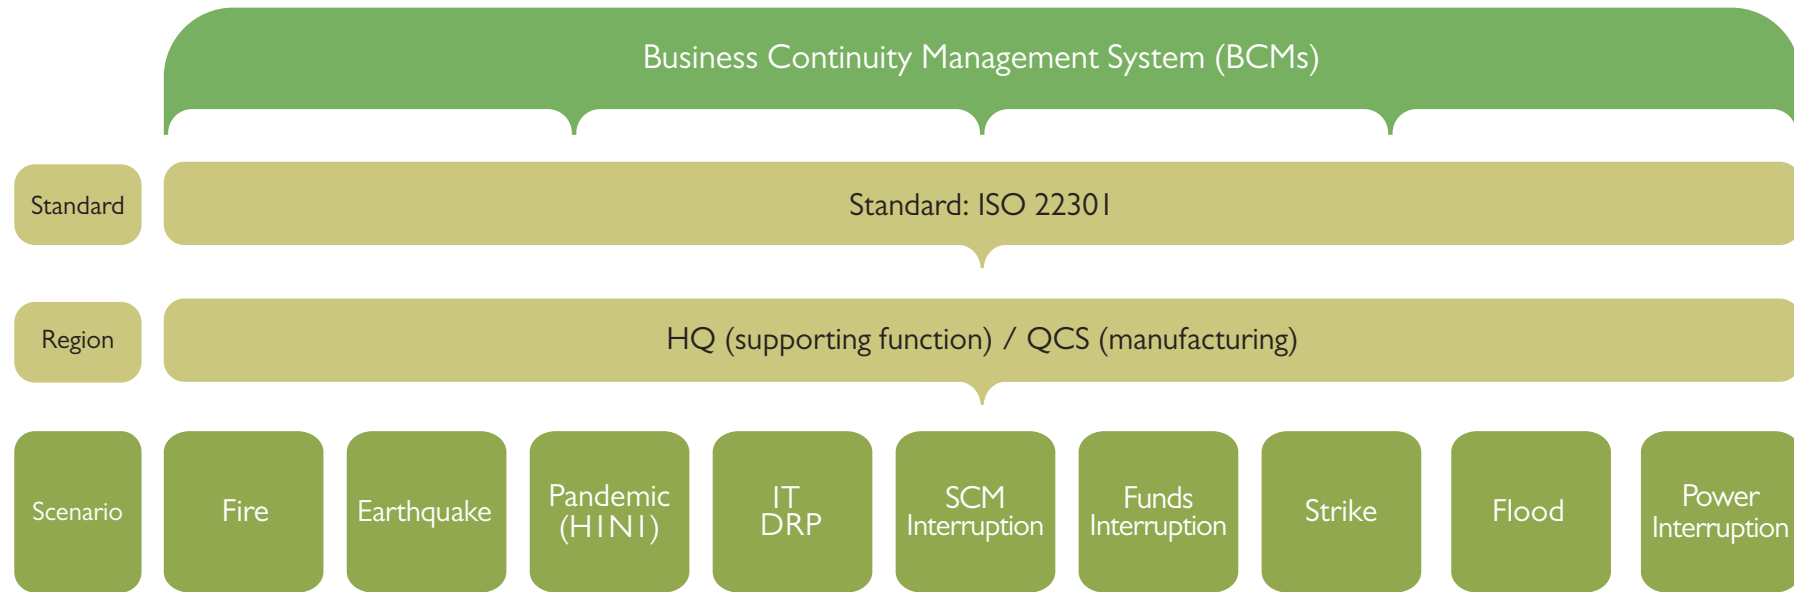 Business Continuity Management System (BCMs)
Standard
Standard: ISO 22301
Region
HQ (supporting function) / QCS (manufacturing)
Scenario
Fire
Earthquake
Pandemic
(H1N1)
IT
DRP
SCM
Interruption
Funds
Interruption
Strike
Flood
Power
Interruption